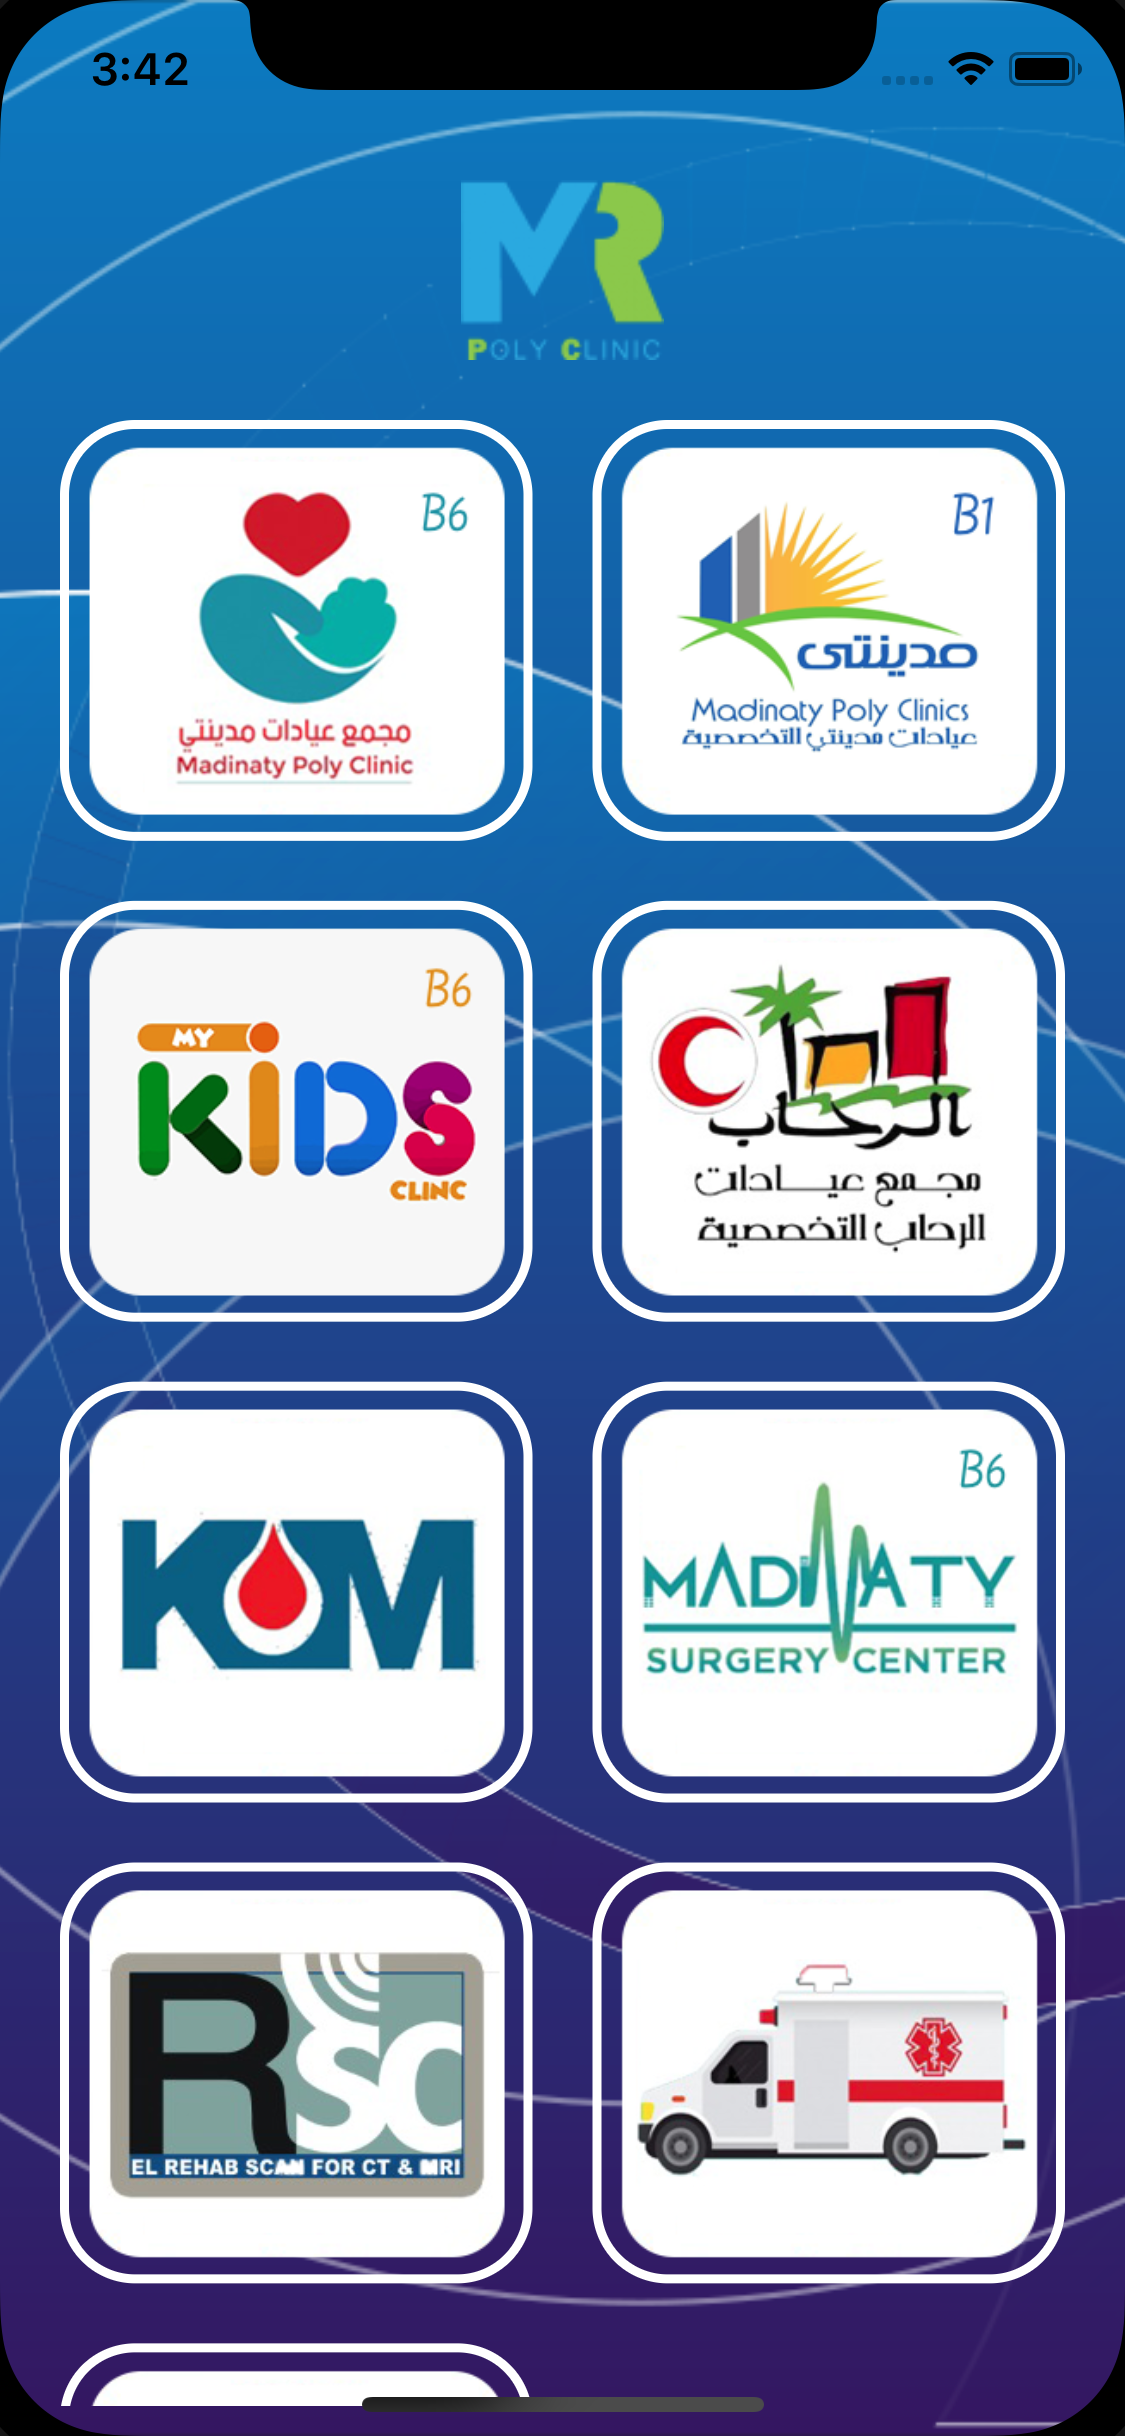 3:42
MR
POLY CLINIC
B6
مجمع عيادات مدينتي
Madinaty Poly Clinic
B1
مدينتى
Madinaty Poly Clinics
عيادات مدينتي التخصصية
B6
MY
KIDS
CLINC
الرحاب
مجمع عيادات
الرحاب التخصصية
KM
B6
MADINATY
SURGERY CENTER
RSC
EL REHAB SCAN FOR CT & MRI